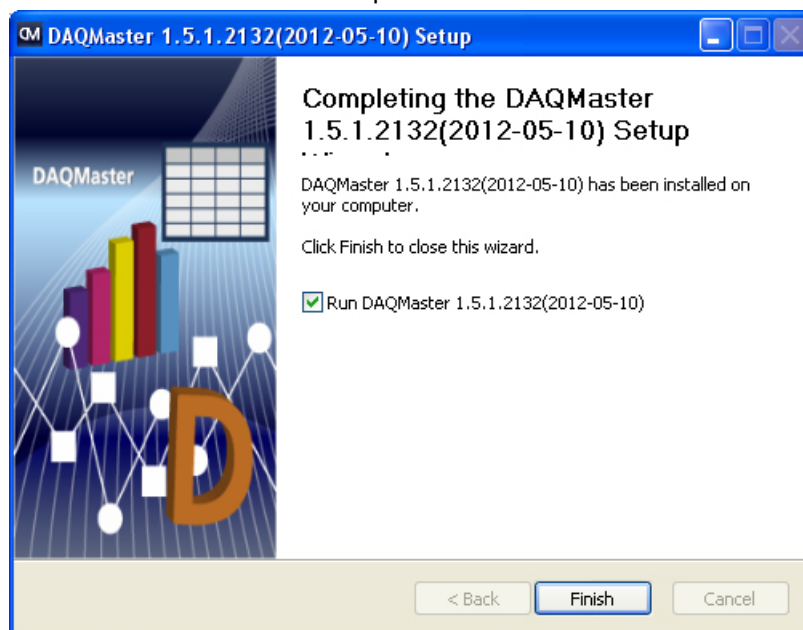 DAQMaster 1.5.1.2132(2012-05-10) Setup
Completing the DAQMaster
1.5.1.2132(2012-05-10) Setup
DAQMaster
DAQMaster 1.5.1.2132(2012-05-10) has been installed on
your computer.
Click Finish to close this wizard.
Run DAQMaster 1.5.1.2132(2012-05-10)
D
< Back
Finish
Cancel